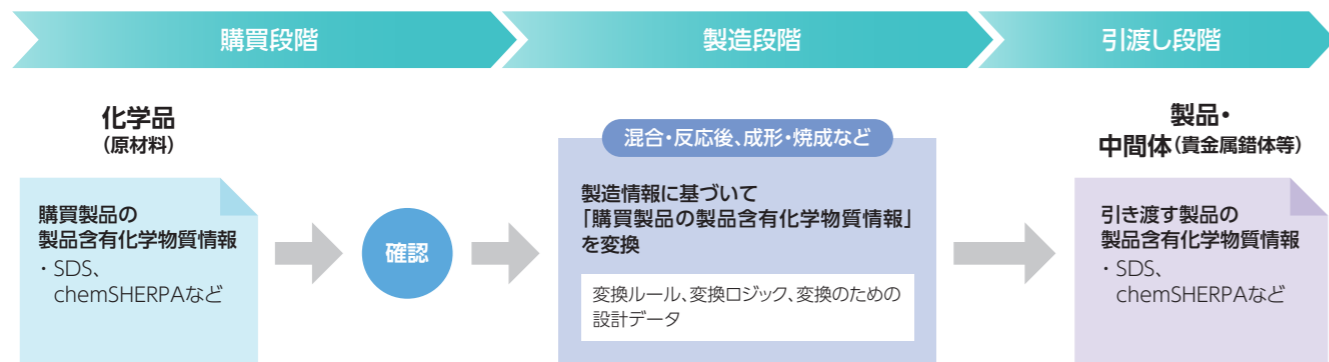 購買段階
製造段階
引渡し段階
化学品
（原材料）
購買製品の
製品含有化学物質情報
・SDS、
chemSHERPAなど
確認
混合・反応後、成形・焼成など
製造情報に基づいて
「購買製品の製品含有化学物質情報」
を変換
変換ルール、変換ロジック、変換のための
設計データ
製品・
中間体（貴金属錯体等）
引き渡す製品の
製品含有化学物質情報
・SDS、
chemSHERPAなど